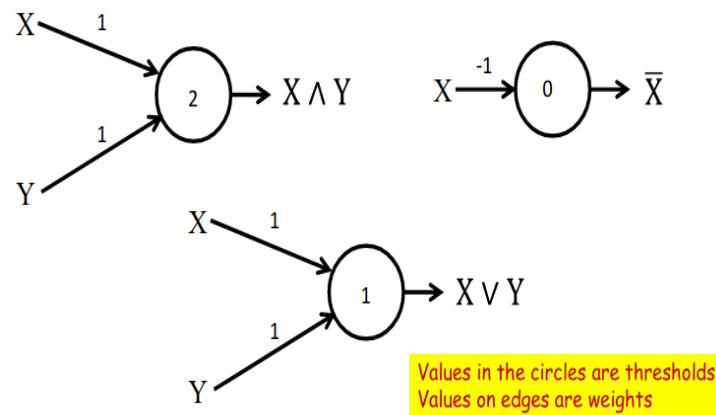 X 1
2 X ∧ Y
1
Y
-1
X 0 X̅
X 1
1 X ∨ Y
1
Y
Values in the circles are thresholds
Values on edges are weights